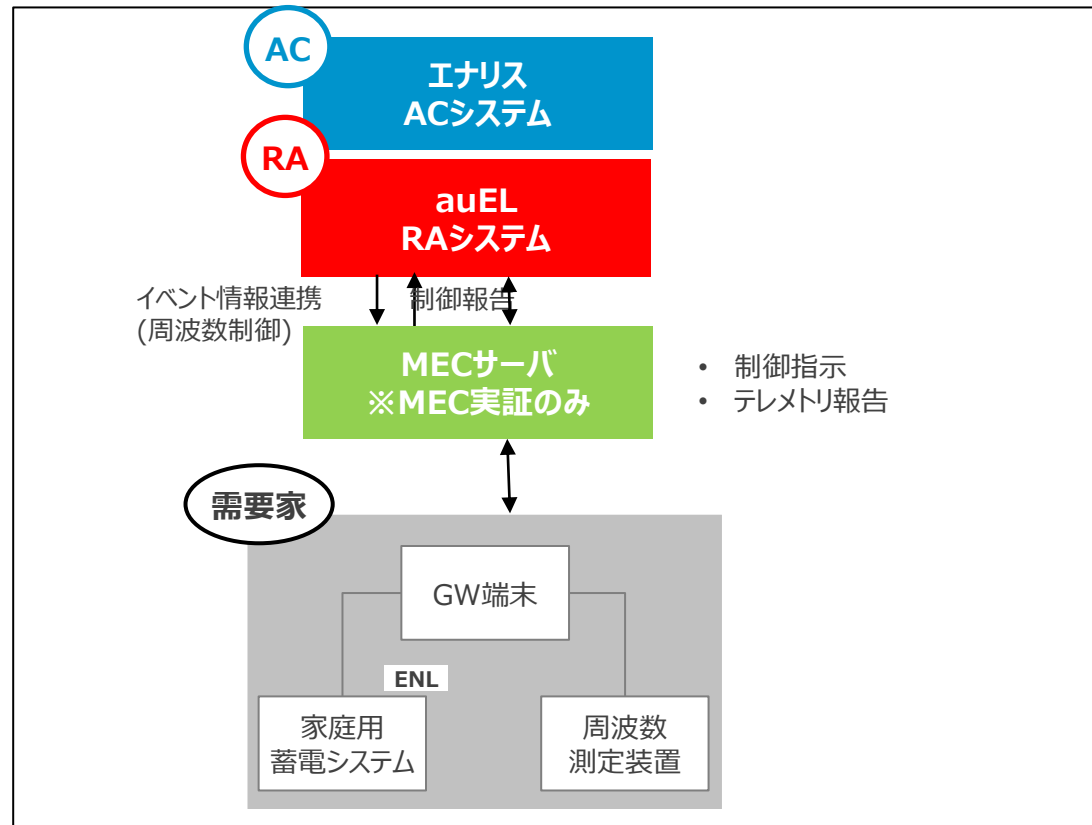 AC
エナリス
ACシステム
RA
auEL
RAシステム
イベント情報連携
(周波数制御)
制御報告
MECサーバ
※MEC実証のみ
• 制御指示
• テレメトリ報告
需要家
GW端末
ENL
家庭用
蓄電システム
周波数
測定装置